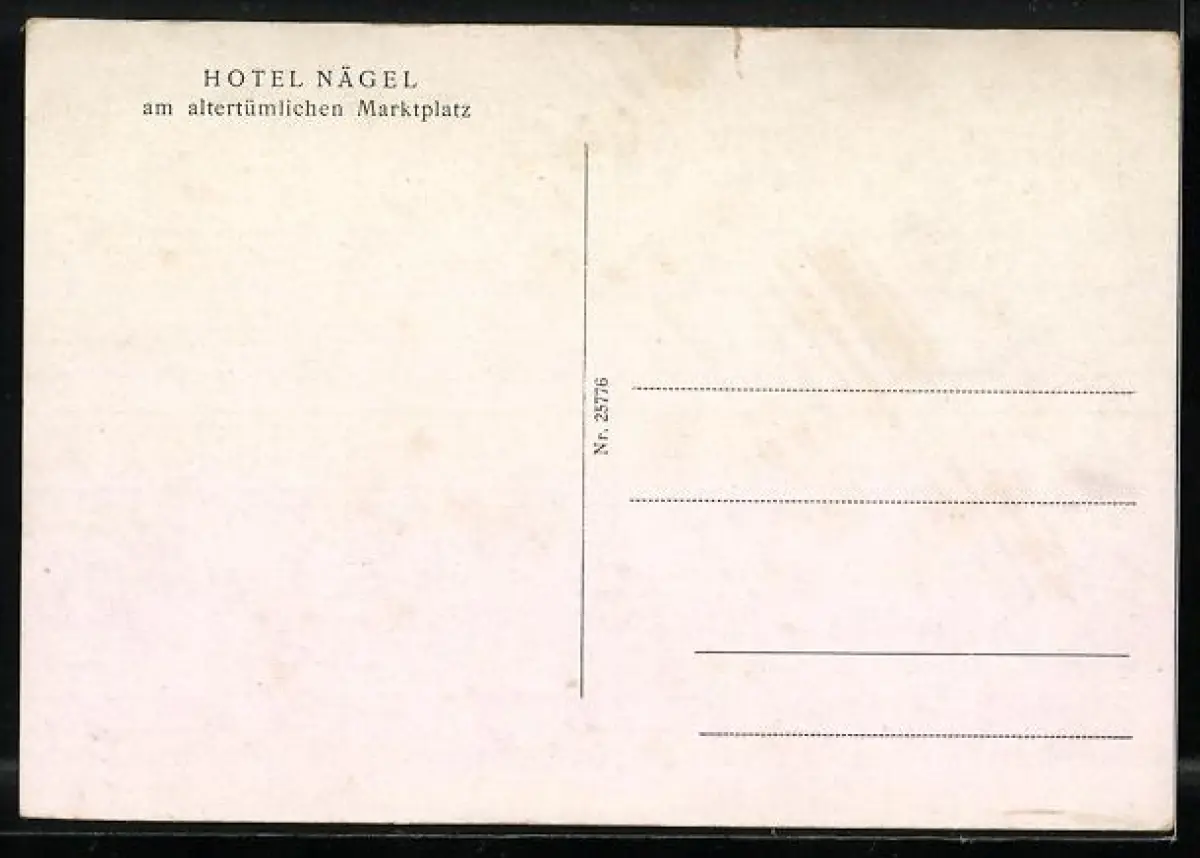 HOTEL NÄGEL
am altertümlichen Marktplatz
Nr. 25776